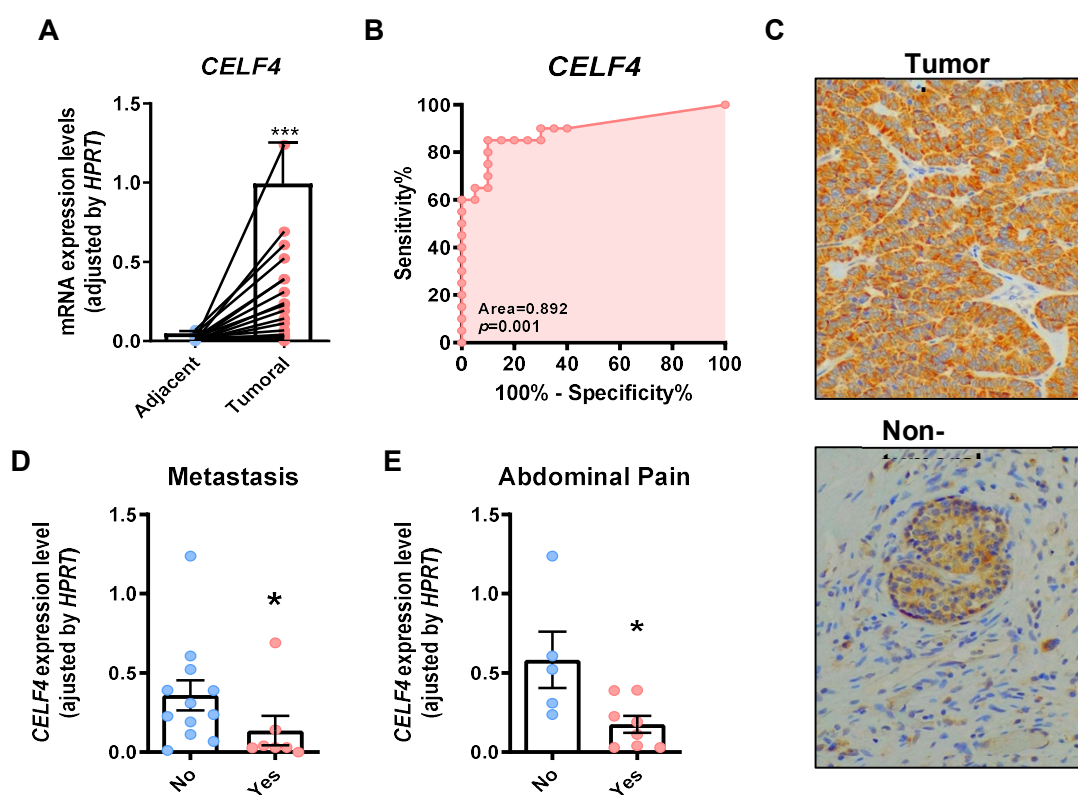 A
CELF4
mRNA expression levels
(adjusted by HPRT)
1.5
1.0
0.5
0.0
***
Adjacent
Tumoral
B
CELF4
Sensitivity%
100
80
60
40
20
0
Area=0.892
p=0.001
0
20
40
60
80
100
100% - Specificity%
C
Tumor
Non-
D
Metastasis
CELF4 expression level
(ajusted by HPRT)
1.5
1.0
0.5
0.0
*
No
Yes
E
Abdominal Pain
CELF4 expression level
(ajusted by HPRT)
1.5
1.0
0.5
0.0
*
No
Yes